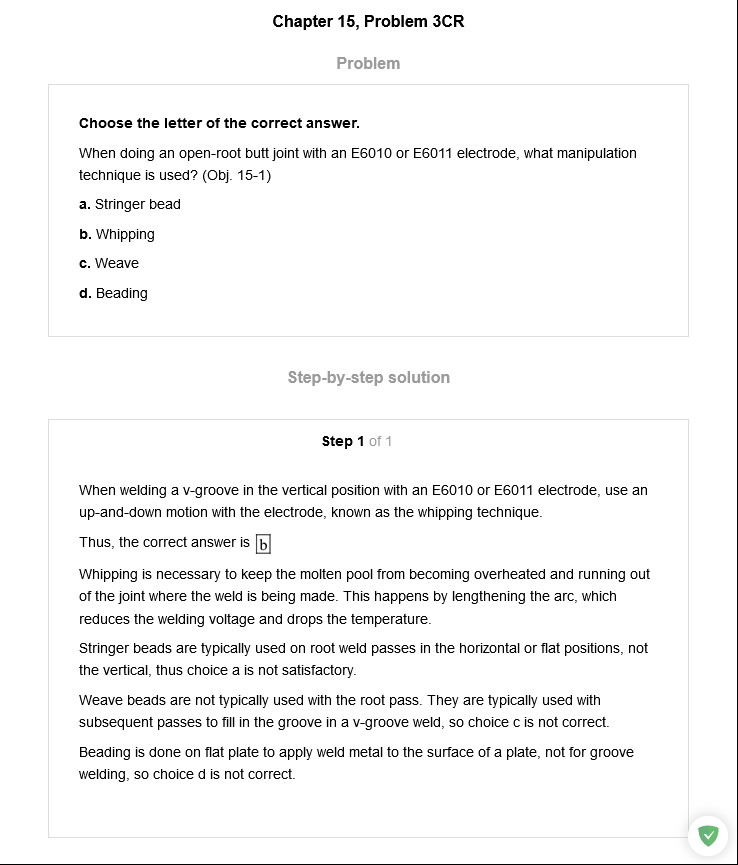 Chapter 15, Problem 3CR
Problem
Choose the letter of the correct answer.
When doing an open-root butt joint with an E6010 or E6011 electrode, what manipulation
technique is used? (Obj. 15-1)
a. Stringer bead
b. Whipping
c. Weave
d. Beading
Step-by-step solution
Step 1 of 1
When welding a v-groove in the vertical position with an E6010 or E6011 electrode, use an
up-and-down motion with the electrode, known as the whipping technique.
Thus, the correct answer is b
Whipping is necessary to keep the molten pool from becoming overheated and running out
of the joint where the weld is being made. This happens by lengthening the arc, which
reduces the welding voltage and drops the temperature.
Stringer beads are typically used on root weld passes in the horizontal or flat positions, not
the vertical, thus choice a is not satisfactory.
Weave beads are not typically used with the root pass. They are typically used with
subsequent passes to fill in the groove in a v-groove weld, so choice c is not correct.
Beading is done on flat plate to apply weld metal to the surface of a plate, not for groove
welding, so choice d is not correct.